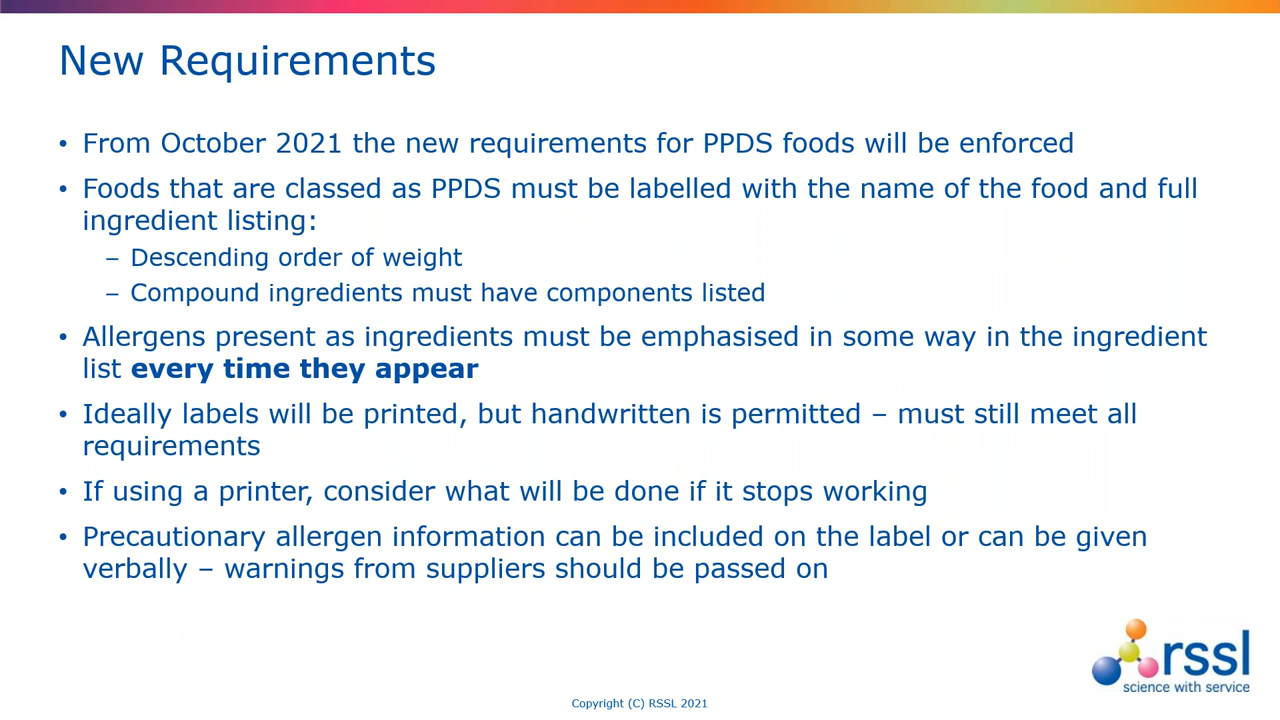 New Requirements
• From October 2021 the new requirements for PPDS foods will be enforced
• Foods that are classed as PPDS must be labelled with the name of the food and full
ingredient listing:
– Descending order of weight
– Compound ingredients must have components listed
• Allergens present as ingredients must be emphasised in some way in the ingredient
list every time they appear
• Ideally labels will be printed, but handwritten is permitted – must still meet all
requirements
• If using a printer, consider what will be done if it stops working
• Precautionary allergen information can be included on the label or can be given
verbally – warnings from suppliers should be passed on
rssl
science with service
Copyright (C) RSSL 2021